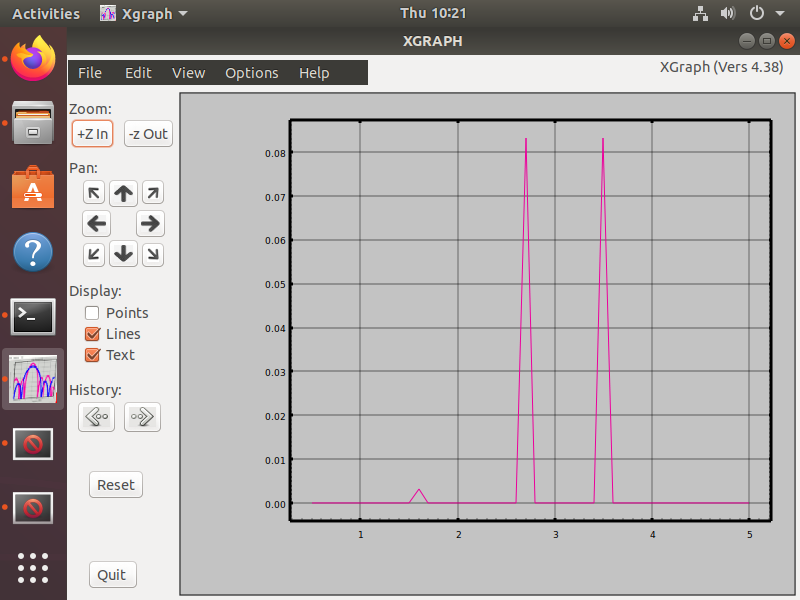 Activities Xgraph Thu 10:21
XGRAPH
File Edit View Options Help XGraph (Vers 4.38)
Zoom:
+Z In -z Out
Pan:
Display:
Points
Lines
Text
History:
Reset
Quit
0.08
0.07
0.06
0.05
0.04
0.03
0.02
0.01
0.00
1 2 3 4 5